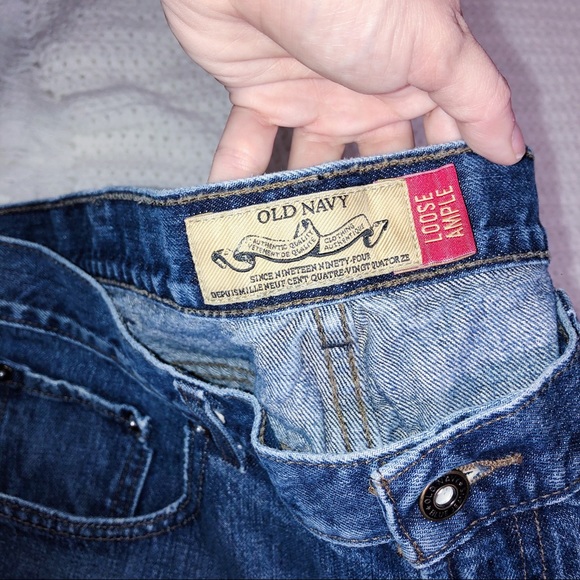 OLD NAVY
AUTHENTIC QUALITY CLOTHING
VÊTEMENT DE QUALITÉ AUTHENTIQUE
SINCE NINETEEN NINETY-FOUR
DEPUIS MILLE NEUF CENT QUATRE-VINGT QUATORZE
LOOSE
AMPLE